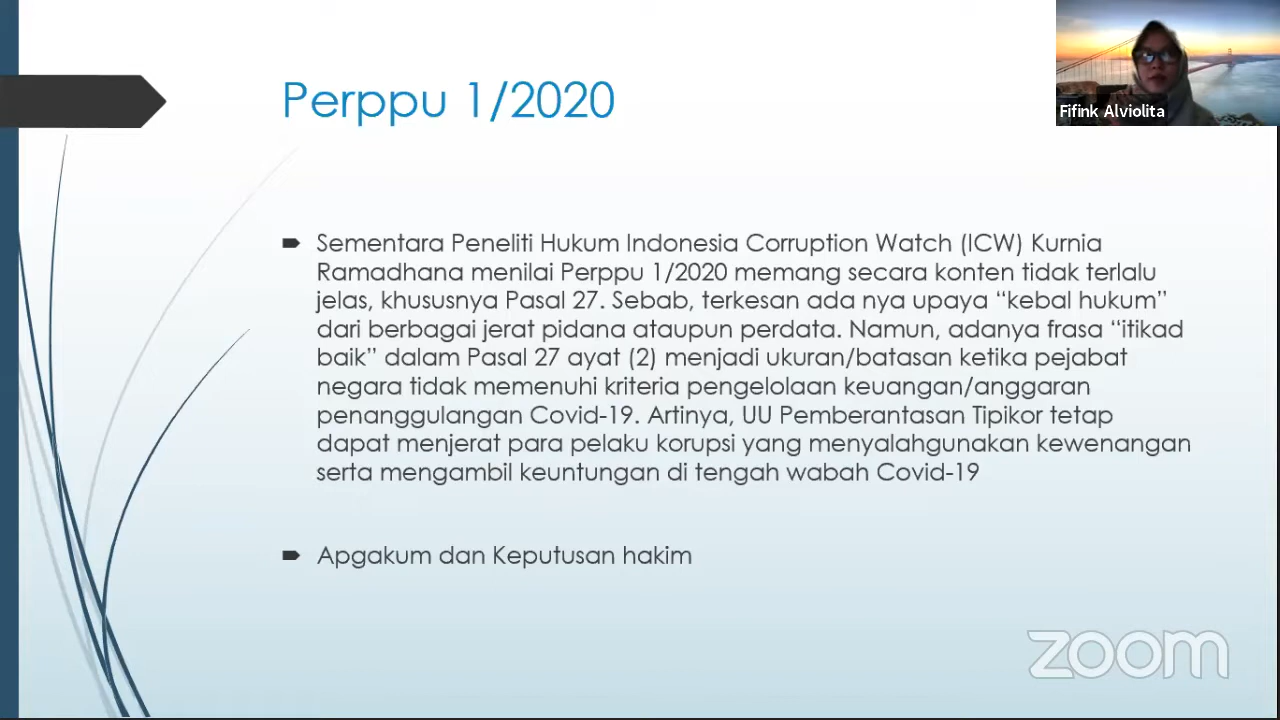 Perppu 1/2020
Fifink Alviolita
Sementara Peneliti Hukum Indonesia Corruption Watch (ICW) Kurnia
Ramadhana menilai Perppu 1/2020 memang secara konten tidak terlalu
jelas, khususnya Pasal 27. Sebab, terkesan ada nya upaya “kebal hukum”
dari berbagai jerat pidana ataupun perdata. Namun, adanya frasa “itikad
baik” dalam Pasal 27 ayat (2) menjadi ukuran/batasan ketika pejabat
negara tidak memenuhi kriteria pengelolaan keuangan/anggaran
penanggulangan Covid-19. Artinya, UU Pemberantasan Tipikor tetap
dapat menjerat para pelaku korupsi yang menyalahgunakan kewenangan
serta mengambil keuntungan di tengah wabah Covid-19
Apgakum dan Keputusan hakim
zoom